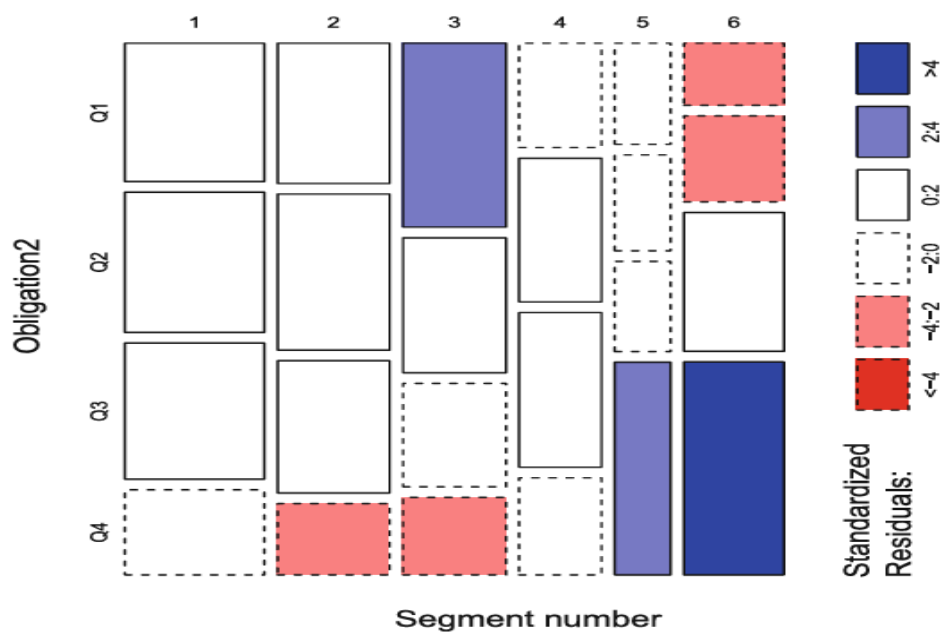 1 2 3 4 5 6
Obligation2
Q1
Q2
Q3
Q4
Segment number
Standardized
Residuals:
>4
2:4
0:2
−2:0
−4:−2
<−4